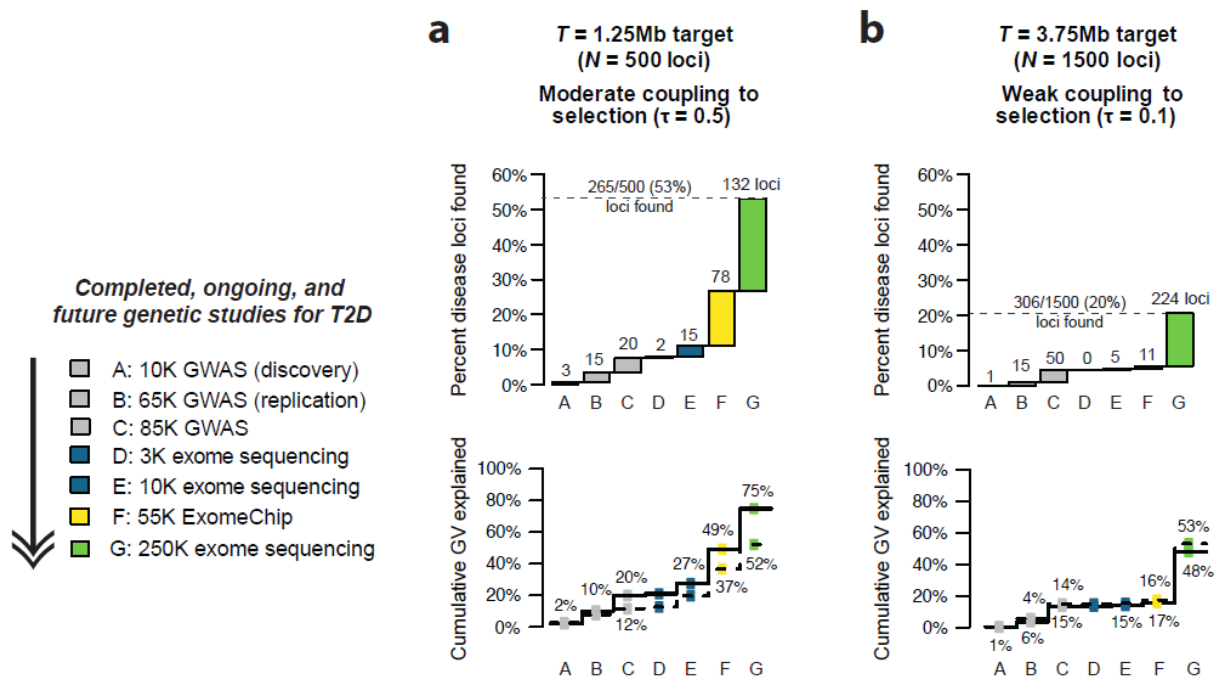 a
T = 1.25Mb target
(N = 500 loci)
Moderate coupling to
selection (τ = 0.5)
b
T = 3.75Mb target
(N = 1500 loci)
Weak coupling to
selection (τ = 0.1)
Completed, ongoing, and
future genetic studies for T2D
A: 10K GWAS (discovery)
B: 65K GWAS (replication)
C: 85K GWAS
D: 3K exome sequencing
E: 10K exome sequencing
F: 55K ExomeChip
G: 250K exome sequencing
Percent disease loci found
60%
50%
40%
30%
20%
10%
0%
265/500 (53%)
loci found
132 loci
3
15
20
2
15
78
A B C D E F G
Percent disease loci found
60%
50%
40%
30%
20%
10%
0%
306/1500 (20%)
loci found
224 loci
1
15
50
0
5
11
A B C D E F G
Cumulative GV explained
100%
80%
60%
40%
20%
0%
2%
10%
20%
12%
27%
49%
37%
75%
52%
A B C D E F G
Cumulative GV explained
100%
80%
60%
40%
20%
0%
1%
4%
6%
14%
15%
15%
16%
17%
53%
48%
A B C D E F G